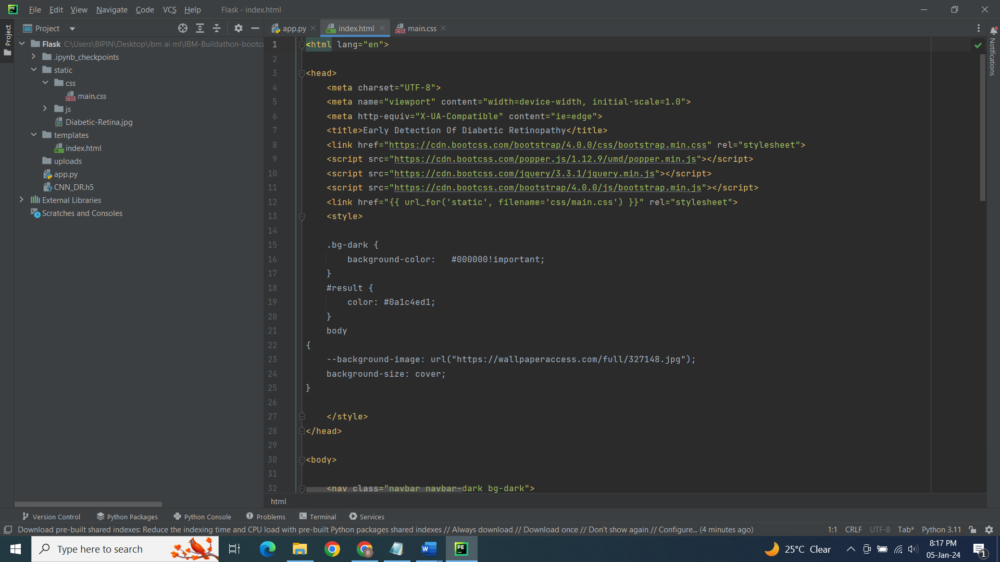 File Edit View Navigate Code VCS Help Flask - index.html
Project
Project
Flask C:\Users\BIPIN\Desktop\ibm ai ml\IBM-Buildathon-bootca
.ipynb_checkpoints
static
css
main.css
js
Diabetic-Retina.jpg
templates
index.html
uploads
app.py
CNN_DR.h5
External Libraries
Scratches and Consoles
app.py index.html main.css
1 <html lang="en">
2
3 <head>
4 <meta charset="UTF-8">
5 <meta name="viewport" content="width=device-width, initial-scale=1.0">
6 <meta http-equiv="X-UA-Compatible" content="ie=edge">
7 <title>Early Detection Of Diabetic Retinopathy</title>
8 <link href="https://cdn.bootcss.com/bootstrap/4.0.0/css/bootstrap.min.css" rel="stylesheet">
9 <script src="https://cdn.bootcss.com/popper.js/1.12.9/umd/popper.min.js"></script>
10 <script src="https://cdn.bootcss.com/jquery/3.3.1/jquery.min.js"></script>
11 <script src="https://cdn.bootcss.com/bootstrap/4.0.0/js/bootstrap.min.js"></script>
12 <link href="{{ url_for('static', filename='css/main.css') }}" rel="stylesheet">
13 <style>
14
15 .bg-dark {
16 background-color: #000000!important;
17 }
18 #result {
19 color: #0a1c4ed1;
20 }
21 body
22 {
23 --background-image: url("https://wallpaperaccess.com/full/327148.jpg");
24 background-size: cover;
25 }
26
27 </style>
28 </head>
29
30 <body>
31
32 <nav class="navbar navbar-dark bg-dark">
html
Notifications
Version Control Python Packages Python Console Problems Terminal Services
Download pre-built shared indexes: Reduce the indexing time and CPU load with pre-built Python packages shared indexes // Always download // Download once // Don't show again // Configure... (4 minutes ago) 1:1 CRLF UTF-8 Tab* Python 3.11
Type here to search
25°C Clear
8:17 PM
05-Jan-24
1